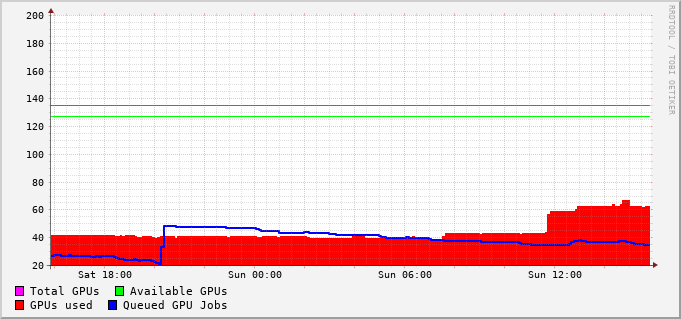 200
180
160
140
120
100
80
60
40
20
Sat 18:00 Sun 00:00 Sun 06:00 Sun 12:00
Total GPUs Available GPUs
GPUs used Queued GPU Jobs
RRDTOOL / TOBI OETIKER